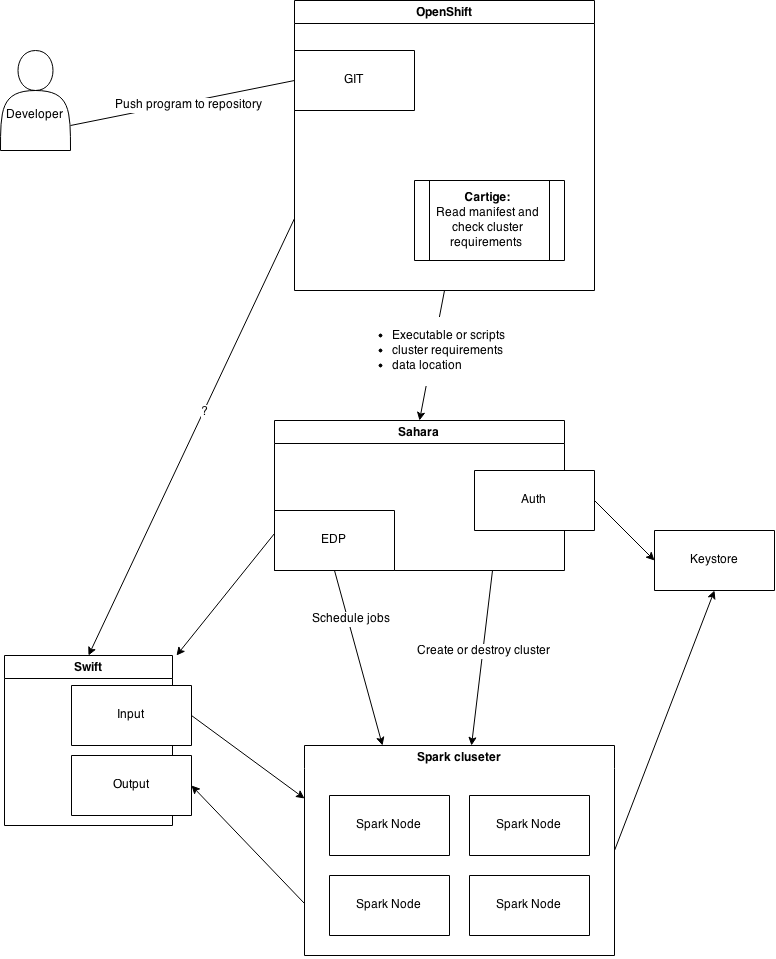 OpenShift
GIT
Developer
Push program to repository
Cartige:
Read manifest and
check cluster
requirements
• Executable or scripts
• cluster requirements
• data location
?
Sahara
Auth
EDP
Keystore
Schedule jobs
Create or destroy cluster
Swift
Input
Output
Spark cluseter
Spark Node
Spark Node
Spark Node
Spark Node